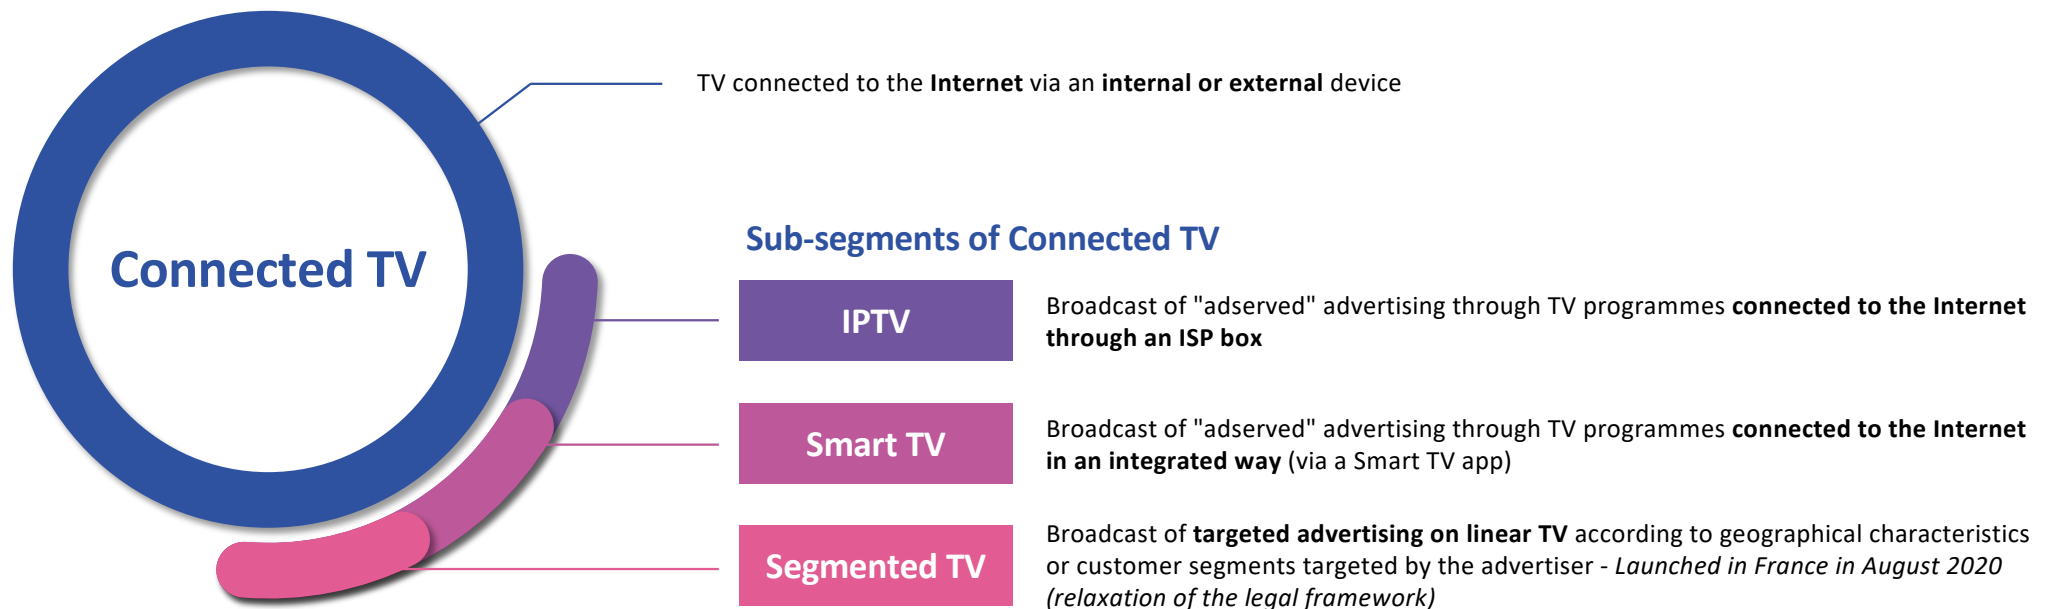 TV connected to the Internet via an internal or external device
Connected TV
Sub-segments of Connected TV
IPTV
Broadcast of "adserved" advertising through TV programmes connected to the Internet
through an ISP box
Smart TV
Broadcast of "adserved" advertising through TV programmes connected to the Internet
in an integrated way (via a Smart TV app)
Segmented TV
Broadcast of targeted advertising on linear TV according to geographical characteristics
or customer segments targeted by the advertiser - Launched in France in August 2020
(relaxation of the legal framework)